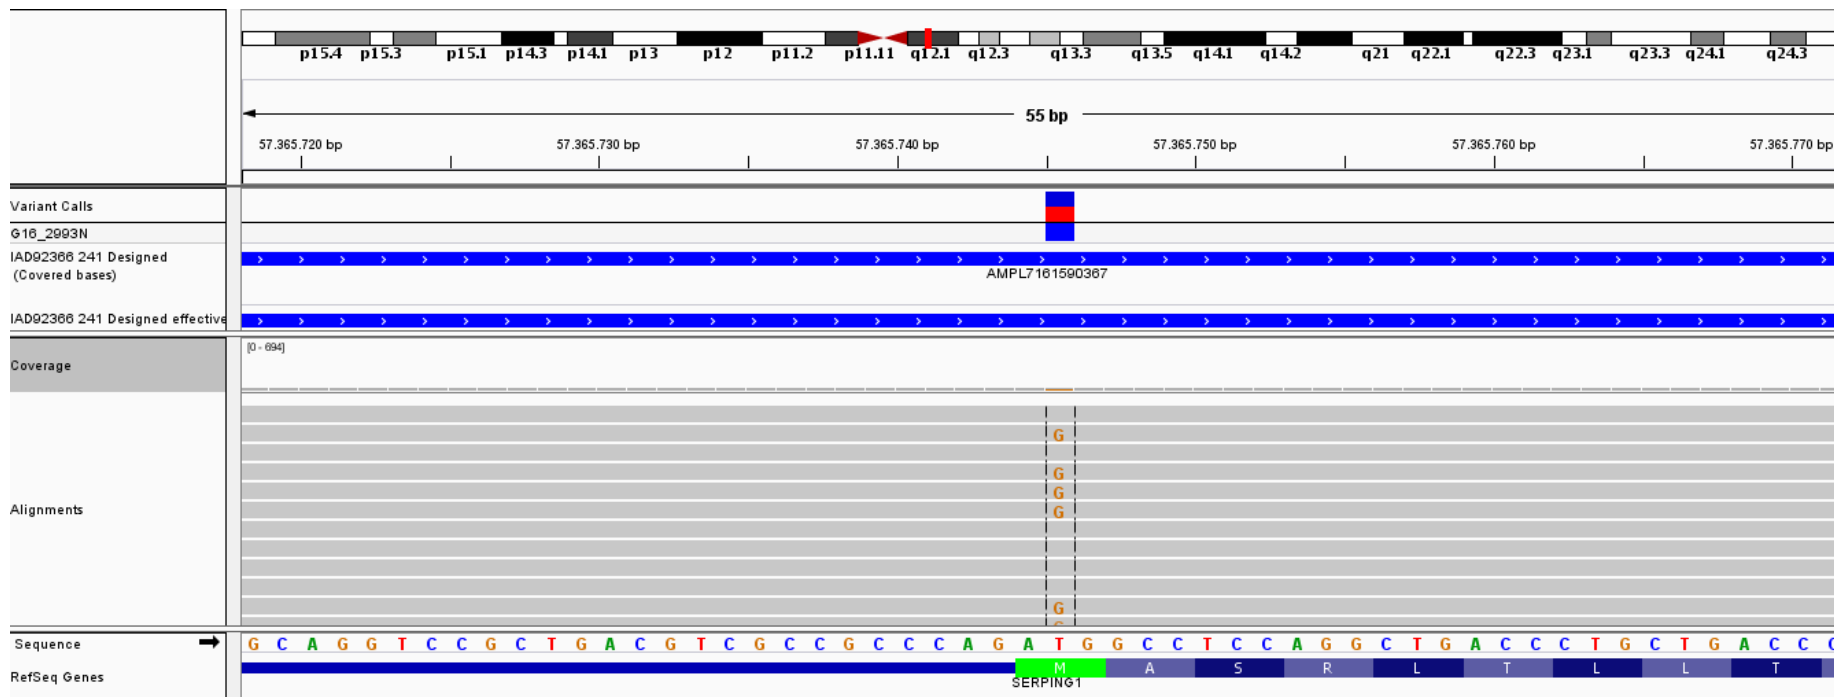 p15.4 p15.3 p15.1 p14.3 p14.1 p13 p12 p11.2 p11.11 q12.1 q12.3 q13.3 q13.5 q14.1 q14.2 q21 q22.1 q22.3 q23.1 q23.3 q24.1 q24.3
55 bp
57.365.720 bp 57.365.730 bp 57.365.740 bp 57.365.750 bp 57.365.760 bp 57.365.770 bp
Variant Calls
G16_2993N
IAD92366 241 Designed
(Covered bases)
AMPL7161590367
IAD92366 241 Designed effective
[0 - 694]
Coverage
G
G
G
G
Alignments
G
Sequence G C A G G T C C G C T G A C G T C G C C G C C C A G A T G G C C T C C A G G C T G A C C C T G C T G A C C C
RefSeq Genes M A S R L T L L T
SERPING1